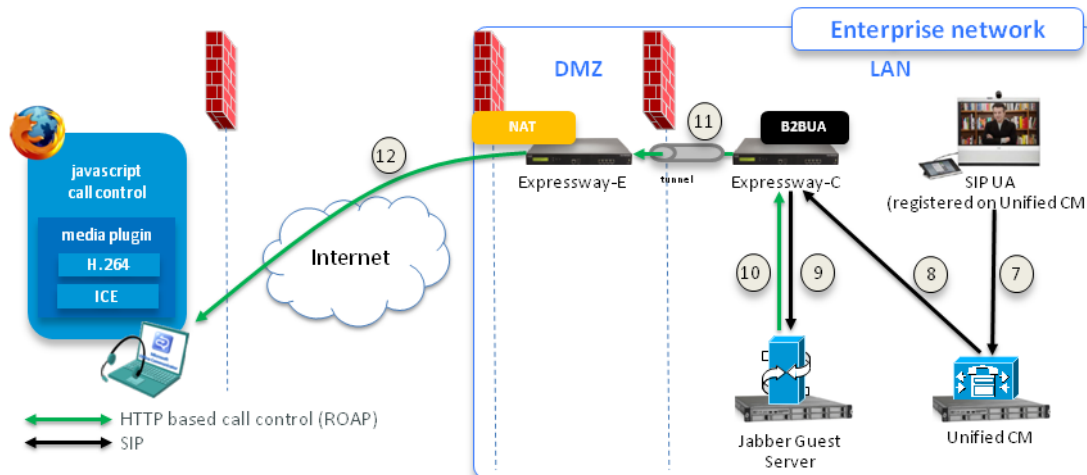 Enterprise network
DMZ
LAN
NAT
11
B2BUA
12
javascript
call control
Expressway-E
tunnel
Expressway-C
SIP UA
(registered on Unified CM
media plugin
H.264
ICE
Internet
10
9
8
7
HTTP based call control (ROAP)
SIP
Jabber Guest
Server
Unified CM